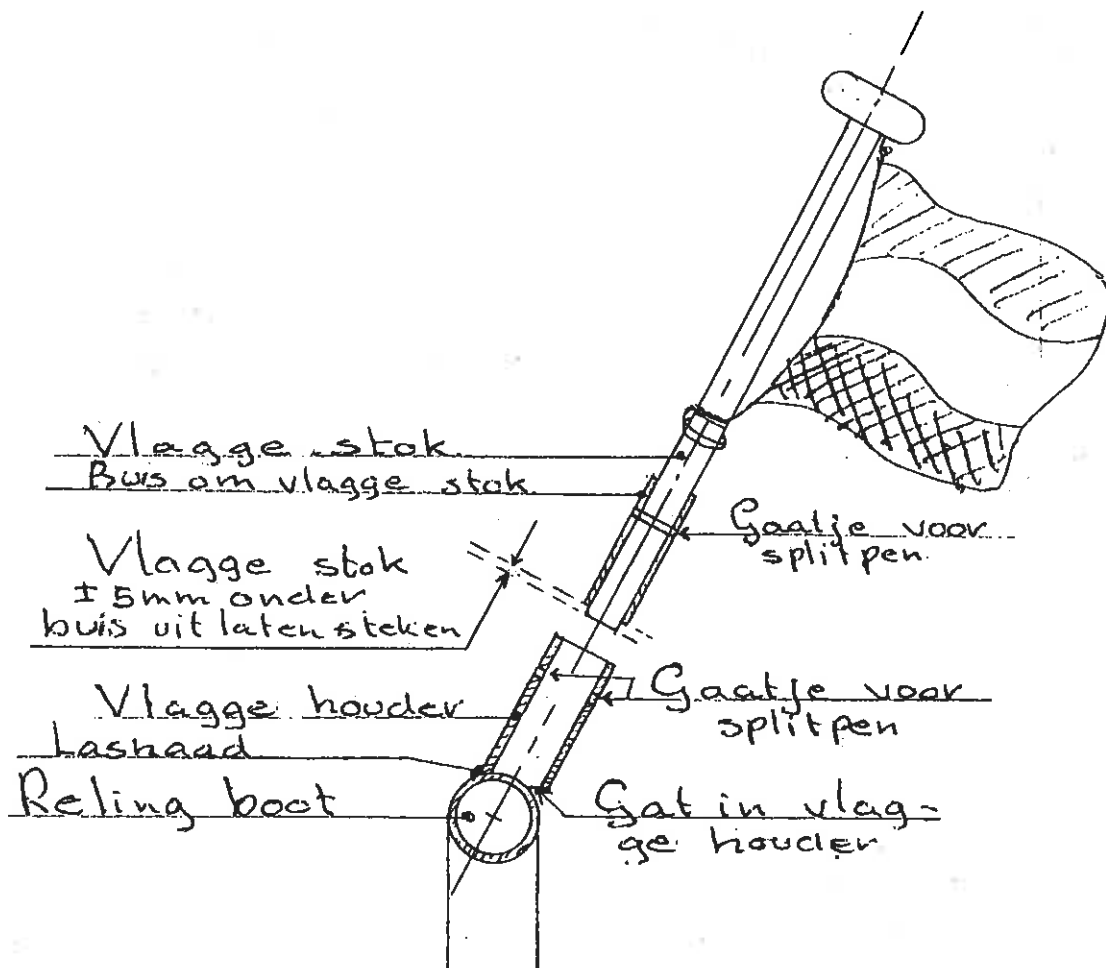 Vlagge stok
Buis om vlagge stok
Gaatje voor
splitpen
Vlagge stok
± 5mm onder
buis uit laten steken
Vlagge houder
Gaatje voor
splitpen
Lasnaad
Reling boot
Gat in vlag-
ge houder